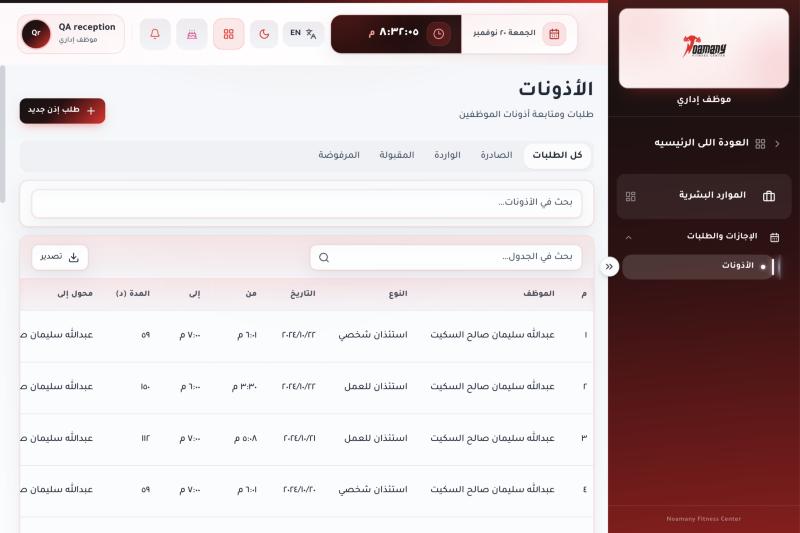 QA reception
موظف إداري
Qr
EN
٨:٣٢:٠٥ م
الجمعة ٢٠ نوفمبر
Noamany
FITNESS CENTER
موظف إداري
العودة اللى الرئيسيه
الموارد البشرية
الإجازات والطلبات
الأذونات
Noamany Fitness Center
الأذونات
طلبات ومتابعة أذونات الموظفين
طلب إذن جديد
كل الطلبات الصادرة الواردة المقبولة المرفوضة
بحث في الأذونات...
بحث في الجدول...
تصدير
م الموظف النوع التاريخ من إلى المدة (د) محول إلى
١ عبدالله سليمان صالح السكيت استئذان شخصي ٢٠٢٤/١٠/٢٢ ٦:٠١ م ٧:٠٠ م ٥٩ عبدالله سليمان ص
٢ عبدالله سليمان صالح السكيت استئذان للعمل ٢٠٢٤/١٠/٢٢ ٣:٣٠ م ٦:٠٠ م ١٥٠ عبدالله سليمان ص
٣ عبدالله سليمان صالح السكيت استئذان للعمل ٢٠٢٤/١٠/٢١ ٥:٠٨ م ٧:٠٠ م ١١٢ عبدالله سليمان ص
٤ عبدالله سليمان صالح السكيت استئذان شخصي ٢٠٢٤/١٠/٢٠ ٦:٠١ م ٧:٠٠ م ٥٩ عبدالله سليمان ص